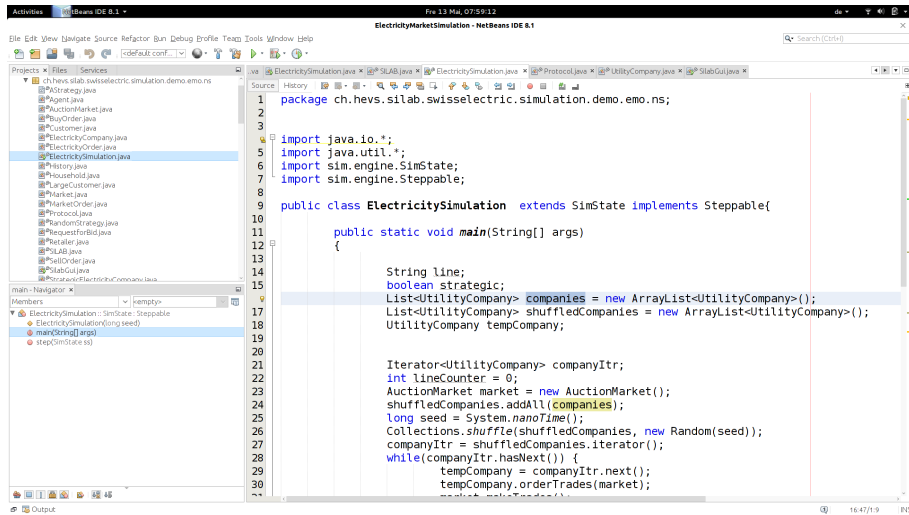 Activities NetBeans IDE 8.1 Fre 13 Mai, 07:59:12 de
ElectricityMarketSimulation - NetBeans IDE 8.1
File Edit View Navigate Source Refactor Run Debug Profile Team Tools Window Help
Search (Ctrl+I)
<default conf...
Projects Files Services
...va ElectricitySimulation.java SILAB.java ElectricitySimulation.java Protocol.java UtilityCompany.java SilabGui.java
Source History
ch.hevs.silab.swisselectric.simulation.demo.emo.ns
AStrategy.java
Agent.java
AuctionMarket.java
BuyOrder.java
Customer.java
ElectricityCompany.java
ElectricityOrder.java
ElectricitySimulation.java
History.java
Household.java
LargeCustomer.java
Market.java
MarketOrder.java
Protocol.java
RandomStrategy.java
RequestforBid.java
Retailer.java
SILAB.java
SellOrder.java
SilabGui.java
StrategicElectricityCompany.java
main - Navigator
Members <empty>
ElectricitySimulation :: SimState : Steppable
ElectricitySimulation(long seed)
main(String[] args)
step(SimState ss)
1 package ch.hevs.silab.swisselectric.simulation.demo.emo.ns;
2
3
import java.io.*;
5 import java.util.*;
6 import sim.engine.SimState;
7 import sim.engine.Steppable;
8
9 public class ElectricitySimulation extends SimState implements Steppable{
10
11 public static void main(String[] args)
12 {
13
14 String line;
15 boolean strategic;
List<UtilityCompany> companies = new ArrayList<UtilityCompany>();
17 List<UtilityCompany> shuffledCompanies = new ArrayList<UtilityCompany>();
18 UtilityCompany tempCompany;
19
20
21 Iterator<UtilityCompany> companyItr;
22 int lineCounter = 0;
23 AuctionMarket market = new AuctionMarket();
24 shuffledCompanies.addAll(companies);
25 long seed = System.nanoTime();
26 Collections.shuffle(shuffledCompanies, new Random(seed));
27 companyItr = shuffledCompanies.iterator();
28 while(companyItr.hasNext()) {
29 tempCompany = companyItr.next();
30 tempCompany.orderTrades(market);
31 market.makeTrades();
Output
16:47/1:9 INS